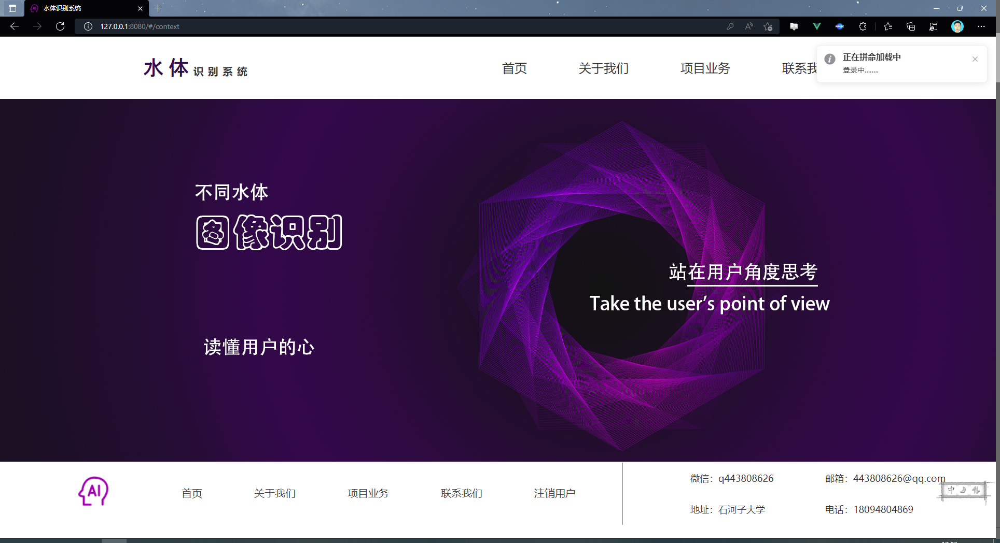 水体识别系统
127.0.0.1:8080/#/context
水体识别系统
首页
关于我们
项目业务
联系我
正在拼命加载中
登录中........
不同水体
图像识别
站在用户角度思考
Take the user's point of view
读懂用户的心
AI
首页
关于我们
项目业务
联系我们
注销用户
微信：q443808626
邮箱：443808626@qq.com
地址：石河子大学
电话：18094804869
中